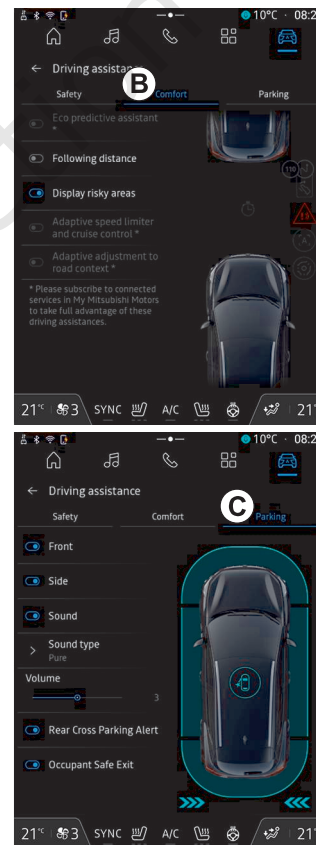 10°C · 08:2
← Driving assistance
B
Safety
Comfort
Parking
Eco predictive assistant
*
Following distance
Display risky areas
110
Adaptive speed limiter
and cruise control *
Adaptive adjustment to
road context *
* Please subscribe to connected
services in My Mitsubishi Motors
to take full advantage of these
driving assistances.
21°C 3 SYNC A/C 21
10°C · 08:2
← Driving assistance
C
Safety
Comfort
Parking
Front
Side
Sound
> Sound type
Pure
Volume
3
Rear Cross Parking Alert
Occupant Safe Exit
21°C 3 SYNC A/C 21